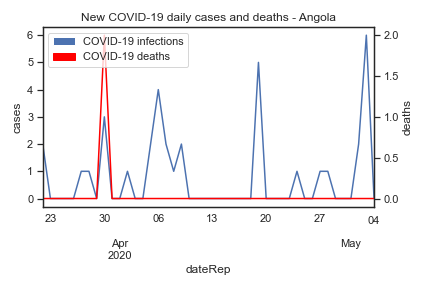 New COVID-19 daily cases and deaths - Angola
COVID-19 infections
COVID-19 deaths
6
5
4
3
2
1
0
cases
2.0
1.5
1.0
0.5
0.0
deaths
23 30 06 13 20 27 04
Apr May
2020
dateRep